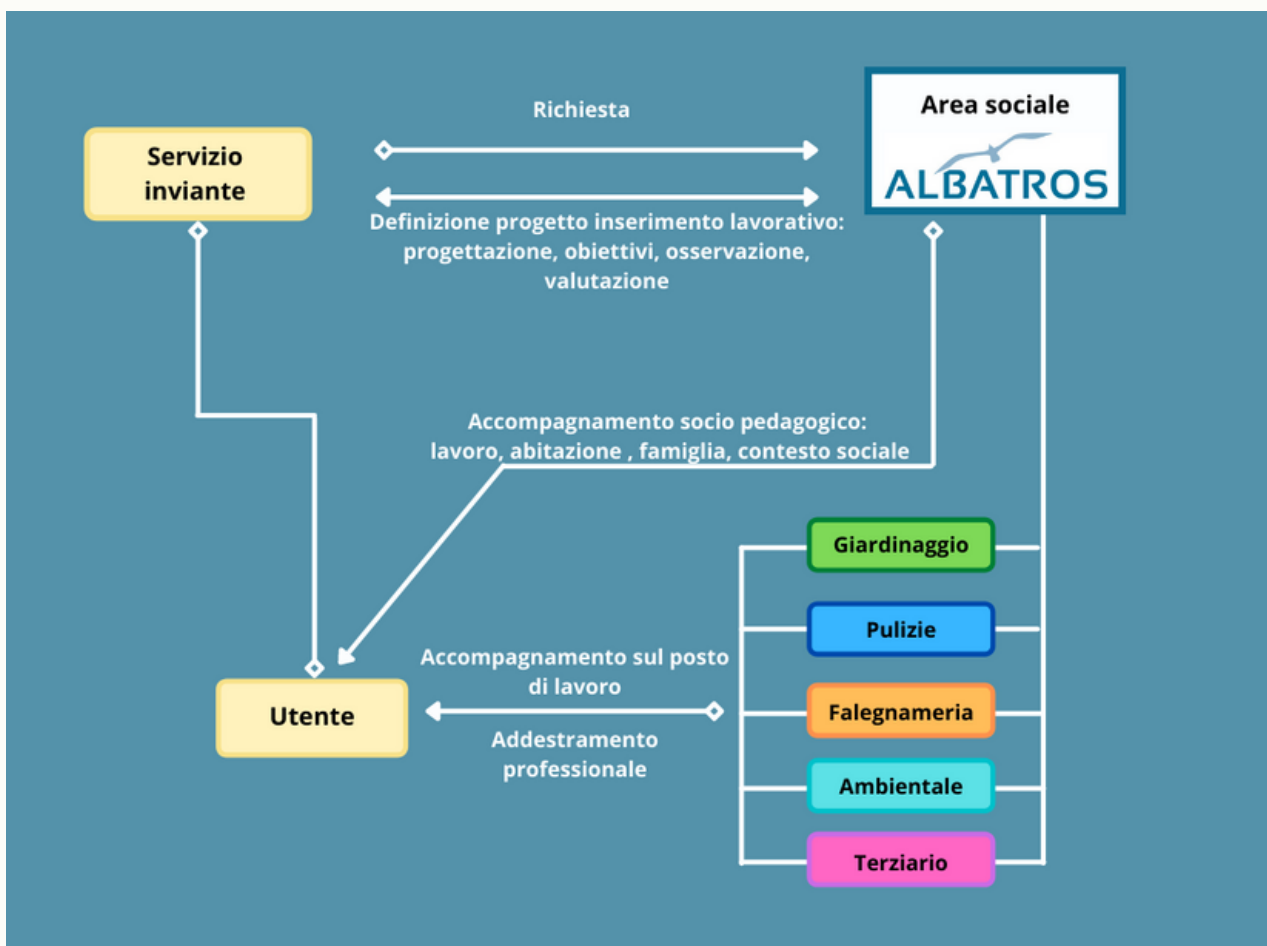 Richiesta
Area sociale
ALBATROS
Servizio
inviante
Definizione progetto inserimento lavorativo:
progettazione, obiettivi, osservazione,
valutazione
Accompagnamento socio pedagogico:
lavoro, abitazione , famiglia, contesto sociale
Giardinaggio
Pulizie
Falegnameria
Ambientale
Terziario
Accompagnamento sul posto
di lavoro
Addestramento
professionale
Utente